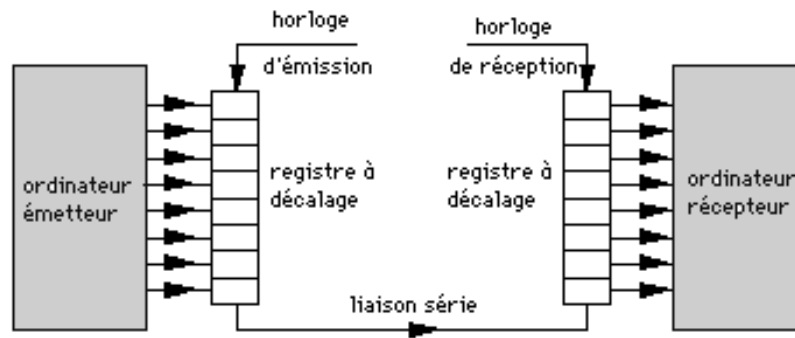 horloge
d'émission
horloge
de réception
ordinateur
émetteur
registre à
décalage
registre à
décalage
ordinateur
récepteur
liaison série